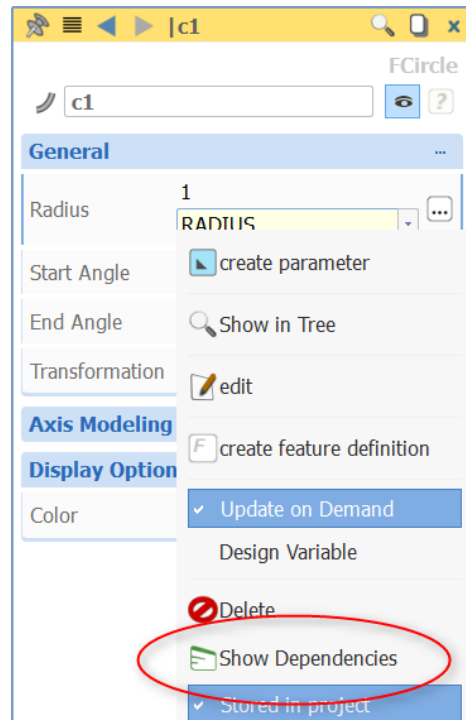 |c1
x
FCircle
c1
?
General
...
1
Radius
RADIUS
...
create parameter
Start Angle
Show in Tree
End Angle
Transformation
edit
Axis Modeling
F create feature definition
Display Option
Color
Update on Demand
Design Variable
Delete
Show Dependencies
Stored in project